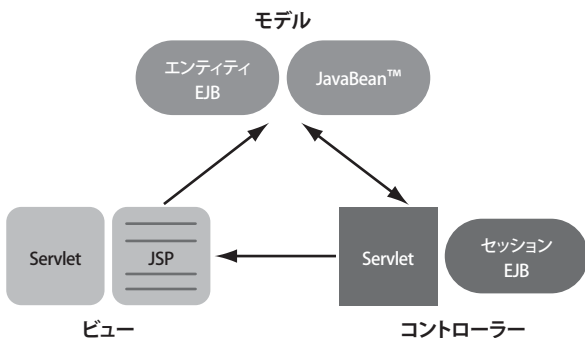 モデル
エンティティ
EJB
JavaBean™
Servlet
JSP
Servlet
セッション
EJB
ビュー
コントローラー